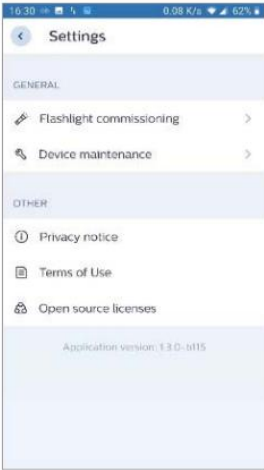 16:30 0.08 K/s 62%
Settings
GENERAL
Flashlight commissioning
Device maintenance
OTHER
Privacy notice
Terms of Use
Open source licenses
Application version: 1.3.0-b115